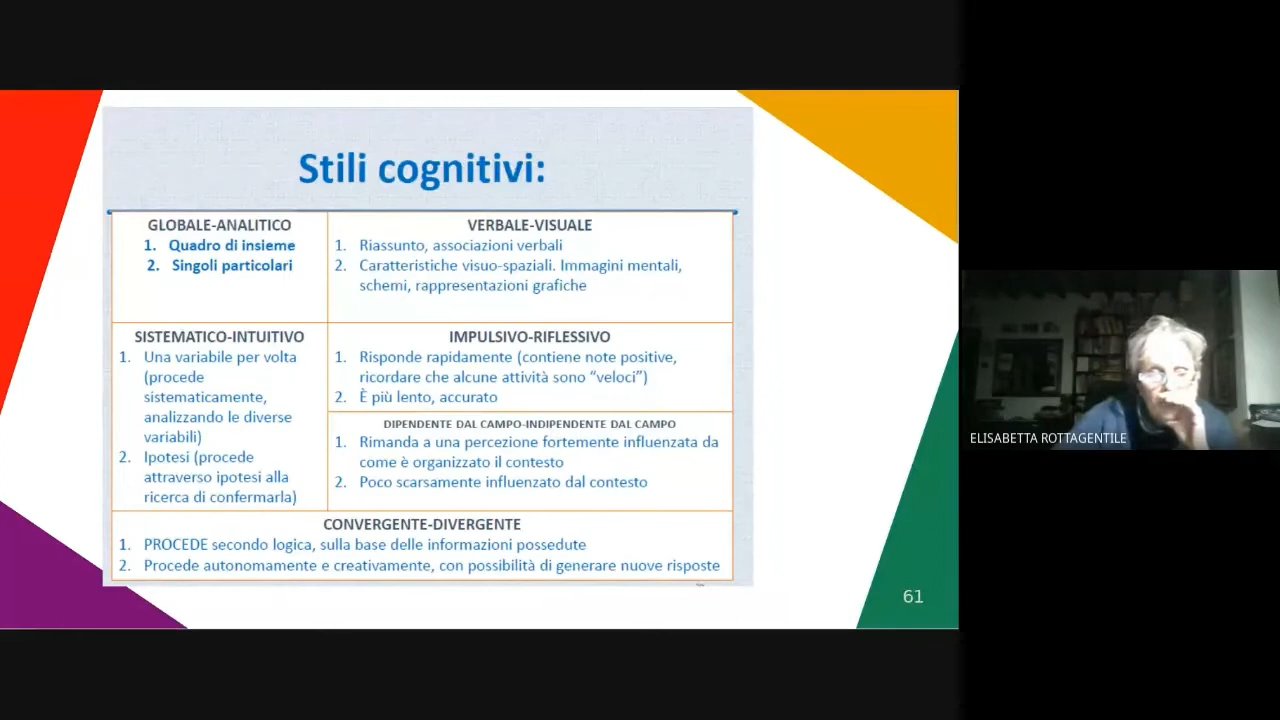 Stili cognitivi:
GLOBALE-ANALITICO
1. Quadro di insieme
2. Singoli particolari
VERBALE-VISUALE
1. Riassunto, associazioni verbali
2. Caratteristiche visuo-spaziali. Immagini mentali,
schemi, rappresentazioni grafiche
SISTEMATICO-INTUITIVO
1. Una variabile per volta
(procede
sistematicamente,
analizzando le diverse
variabili)
2. Ipotesi (procede
attraverso ipotesi alla
ricerca di confermarla)
IMPULSIVO-RIFLESSIVO
1. Risponde rapidamente (contiene note positive,
ricordare che alcune attività sono “veloci”)
2. È più lento, accurato
DIPENDENTE DAL CAMPO-INDIPENDENTE DAL CAMPO
1. Rimanda a una percezione fortemente influenzata da
come è organizzato il contesto
2. Poco scarsamente influenzato dal contesto
CONVERGENTE-DIVERGENTE
1. PROCEDE secondo logica, sulla base delle informazioni possedute
2. Procede autonomamente e creativamente, con possibilità di generare nuove risposte
61
ELISABETTA ROTTAGENTILE